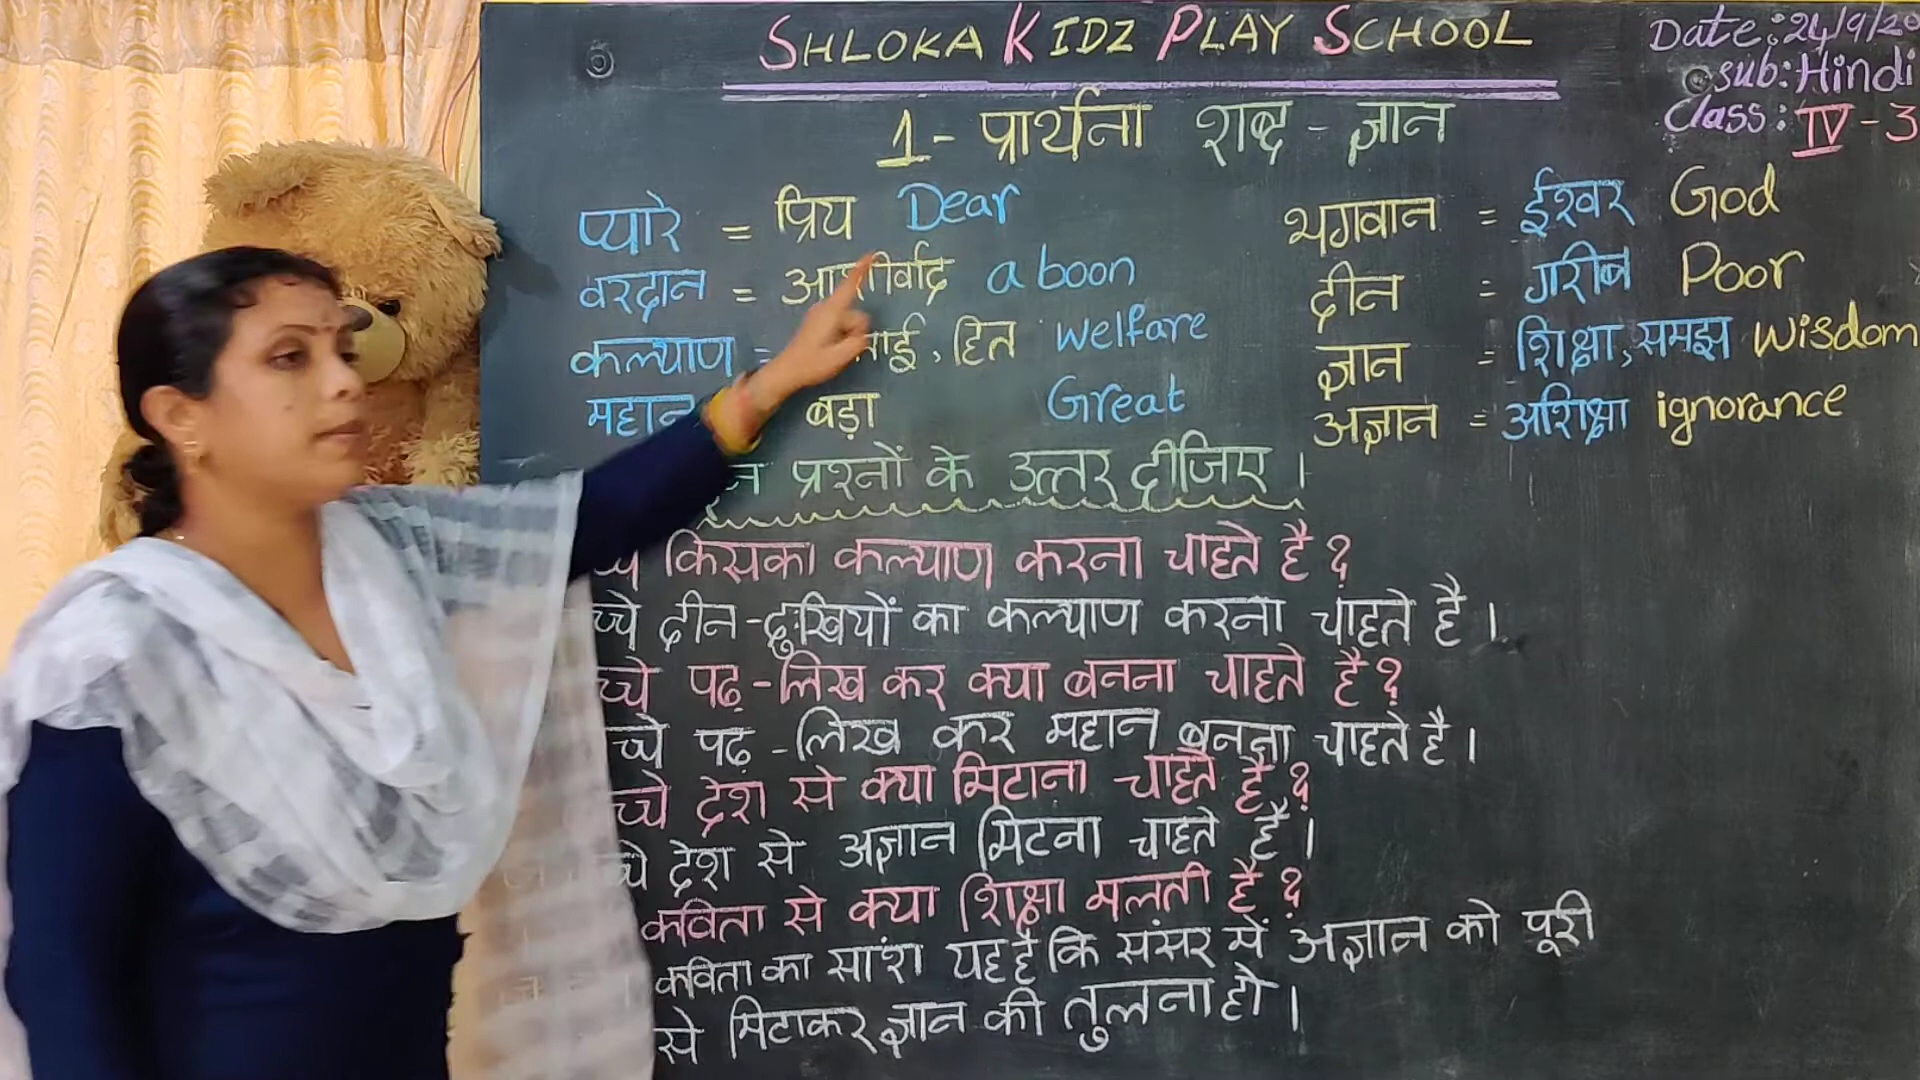 SHLOKA KIDZ PLAY SCHOOL
Date: 24/9/20
sub: Hindi
Class: IV - 3
1 - प्रार्थना शब्द - ज्ञान
प्यारे = प्रिय Dear
वरदान = a boon
कल्याण = हित welfare
महान बड़ा Great
भगवान = ईश्वर God
दीन = गरीब Poor
ज्ञान = शिक्षा, समझ wisdom
अज्ञान = अशिक्षा ignorance
प्रश्नों के उत्तर दीजिए।
किसका कल्याण करना चाहते है?
दीन-दुःखियों का कल्याण करना चाहते है।
पढ़-लिख कर क्या बनना चाहते है?
पढ़-लिख कर महान बनना चाहते है।
देश से क्या मिटाना चाहते है?
देश से अज्ञान मिटना चाहते है।
कविता से क्या शिक्षा मलती है?
कविता का सांश यह है कि संसर में अज्ञान को पूरी
से मिटाकर ज्ञान की तुलना हो।